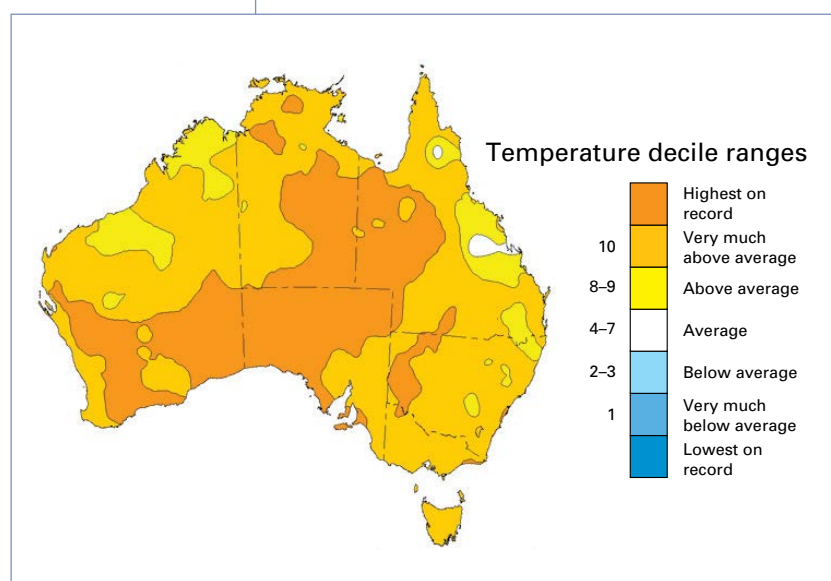 Temperature decile ranges
Highest on
record
10
Very much
above average
8–9
Above average
4–7
Average
2–3
Below average
1
Very much
below average
Lowest on
record